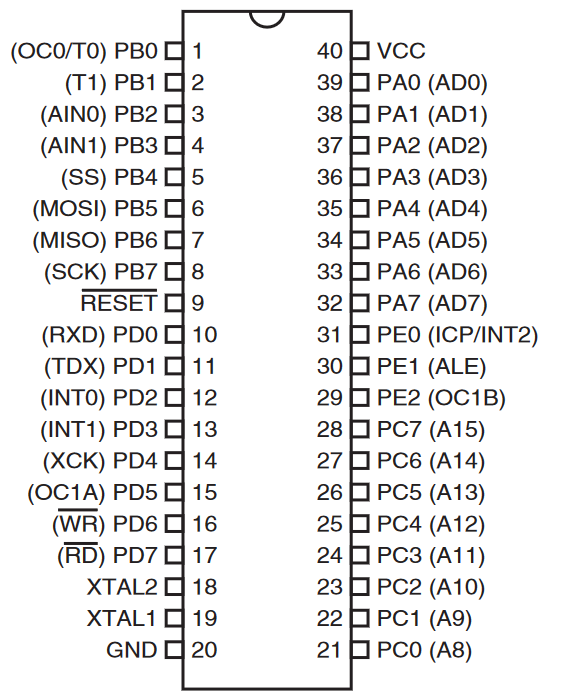 (OC0/T0) PB0 1 40 VCC
(T1) PB1 2 39 PA0 (AD0)
(AIN0) PB2 3 38 PA1 (AD1)
(AIN1) PB3 4 37 PA2 (AD2)
(SS) PB4 5 36 PA3 (AD3)
(MOSI) PB5 6 35 PA4 (AD4)
(MISO) PB6 7 34 PA5 (AD5)
(SCK) PB7 8 33 PA6 (AD6)
RESET 9 32 PA7 (AD7)
(RXD) PD0 10 31 PE0 (ICP/INT2)
(TDX) PD1 11 30 PE1 (ALE)
(INT0) PD2 12 29 PE2 (OC1B)
(INT1) PD3 13 28 PC7 (A15)
(XCK) PD4 14 27 PC6 (A14)
(OC1A) PD5 15 26 PC5 (A13)
(WR) PD6 16 25 PC4 (A12)
(RD) PD7 17 24 PC3 (A11)
XTAL2 18 23 PC2 (A10)
XTAL1 19 22 PC1 (A9)
GND 20 21 PC0 (A8)